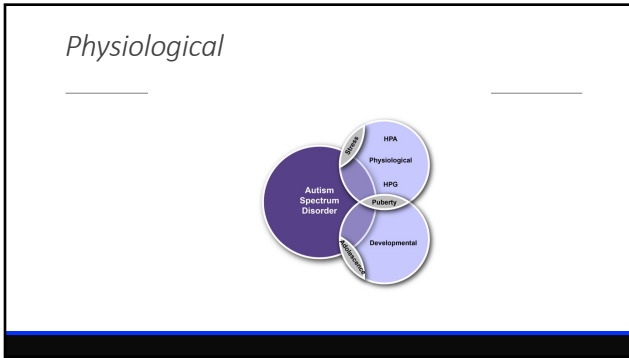 Physiological
Stress
HPA
Physiological
HPG
Autism
Spectrum
Disorder
Puberty
Developmental
Adolescence